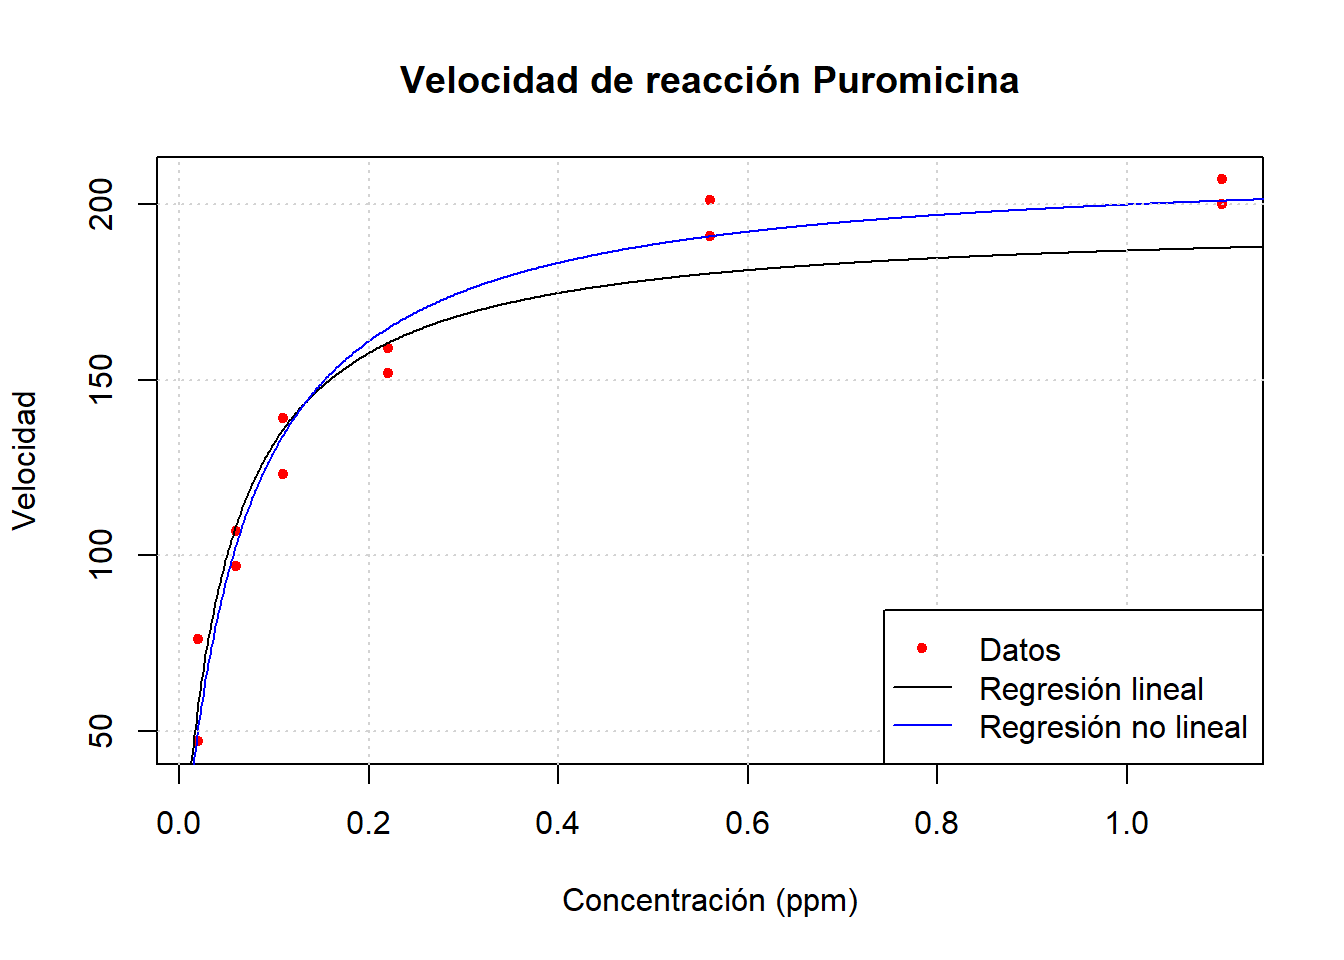 Velocidad de reacción Puromicina
Velocidad
200
150
100
50
Datos
Regresión lineal
Regresión no lineal
0.0 0.2 0.4 0.6 0.8 1.0
Concentración (ppm)